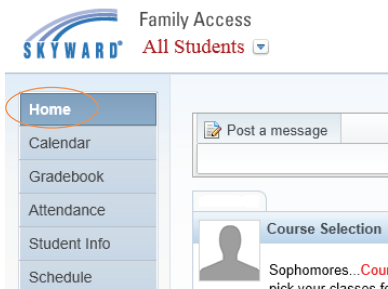 Family Access
SKYWARD®
All Students
Home
Calendar
Gradebook
Attendance
Student Info
Schedule
Post a message
Course Selection
Sophomores...Cour
pick your classes fo